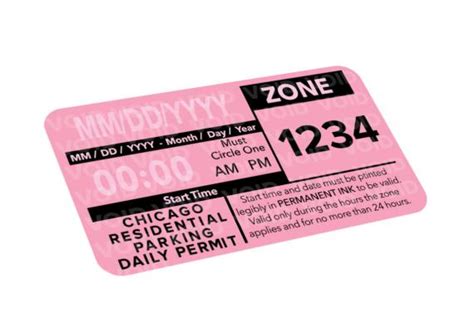 MM/DD/YYYY
MM / DD / YYYY - Month / Day / Year
00:00
Must
Circle One
AM PM
Start Time
CHICAGO
RESIDENTIAL
PARKING
DAILY PERMIT
ZONE
1234
Start time and date must be printed
legibly in PERMANENT INK to be valid.
Valid only during the hours the zone
applies and for no more than 24 hours.
VOID